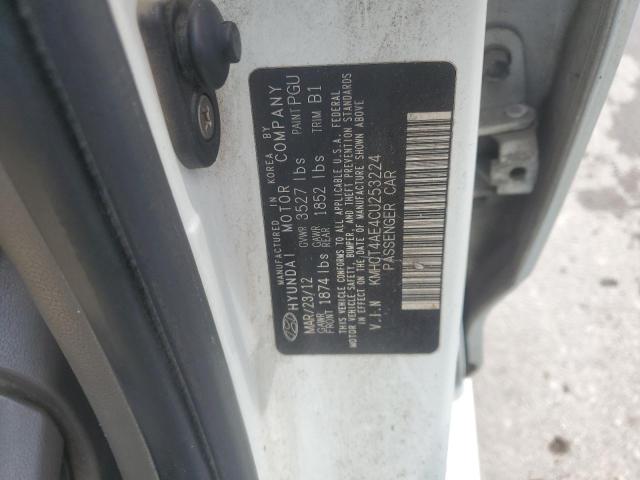 MANUFACTURED IN KOREA BY
HYUNDAI MOTOR COMPANY
MAR/23/12 GVWR 3527 lbs PAINT PGU
GAWR FRONT 1874 lbs GAWR REAR 1852 lbs TRIM B1
THIS VEHICLE CONFORMS TO ALL APPLICABLE U.S.A. FEDERAL
MOTOR VEHICLE SAFETY, BUMPER, AND THEFT PREVENTION STANDARDS
IN EFFECT ON THE DATE OF MANUFACTURE SHOWN ABOVE
V.I.N KMHCT4AE4CU253224
PASSENGER CAR